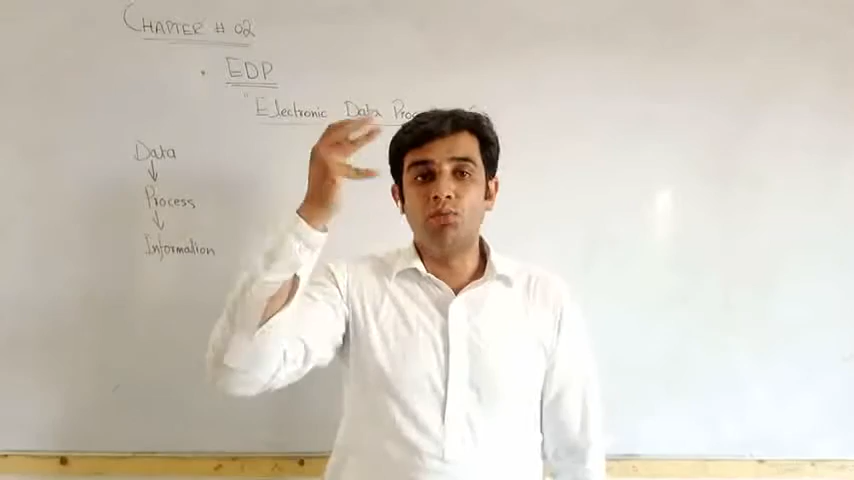 CHAPTER # 02
EDP
Electronic Data
Data
↓
Process
↓
Information